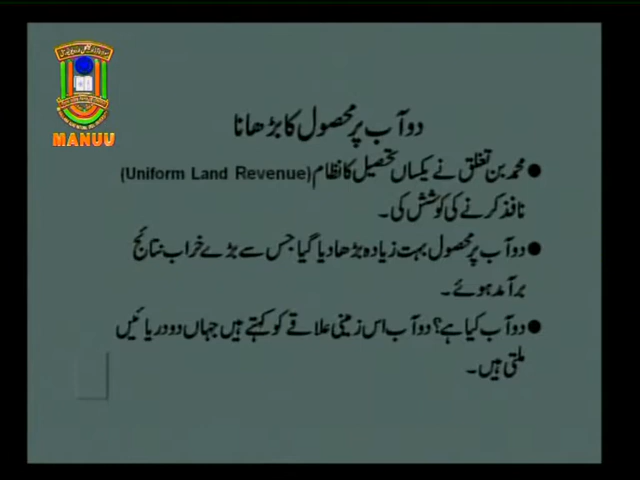 MANUU
دوآب پر محصول کا بڑھانا
● محمد بن تغلق نے یکساں تحصیل کا نظام (Uniform Land Revenue)
نافذ کرنے کی کوشش کی۔
● دوآب پر محصول بہت زیادہ بڑھا دیا گیا جس سے بڑے خراب نتائج
برآمد ہوئے۔
● دوآب کیا ہے؟ دوآب اس زمینی علاقے کو کہتے ہیں جہاں دو دریائیں
ملتی ہیں۔